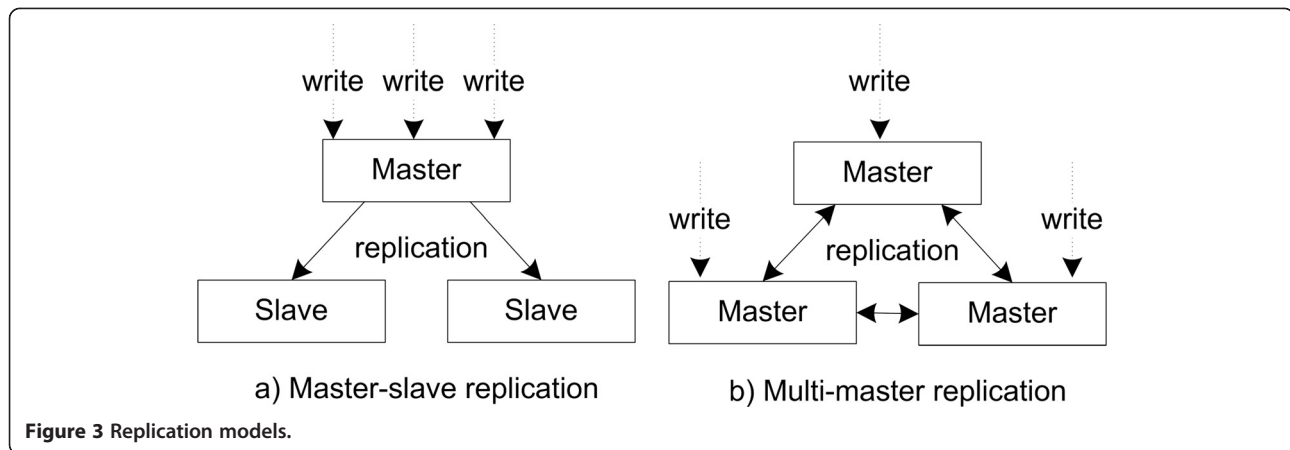 write write write
Master
replication
Slave Slave
a) Master-slave replication
write
Master
write write
replication
Master Master
b) Multi-master replication
Figure 3 Replication models.